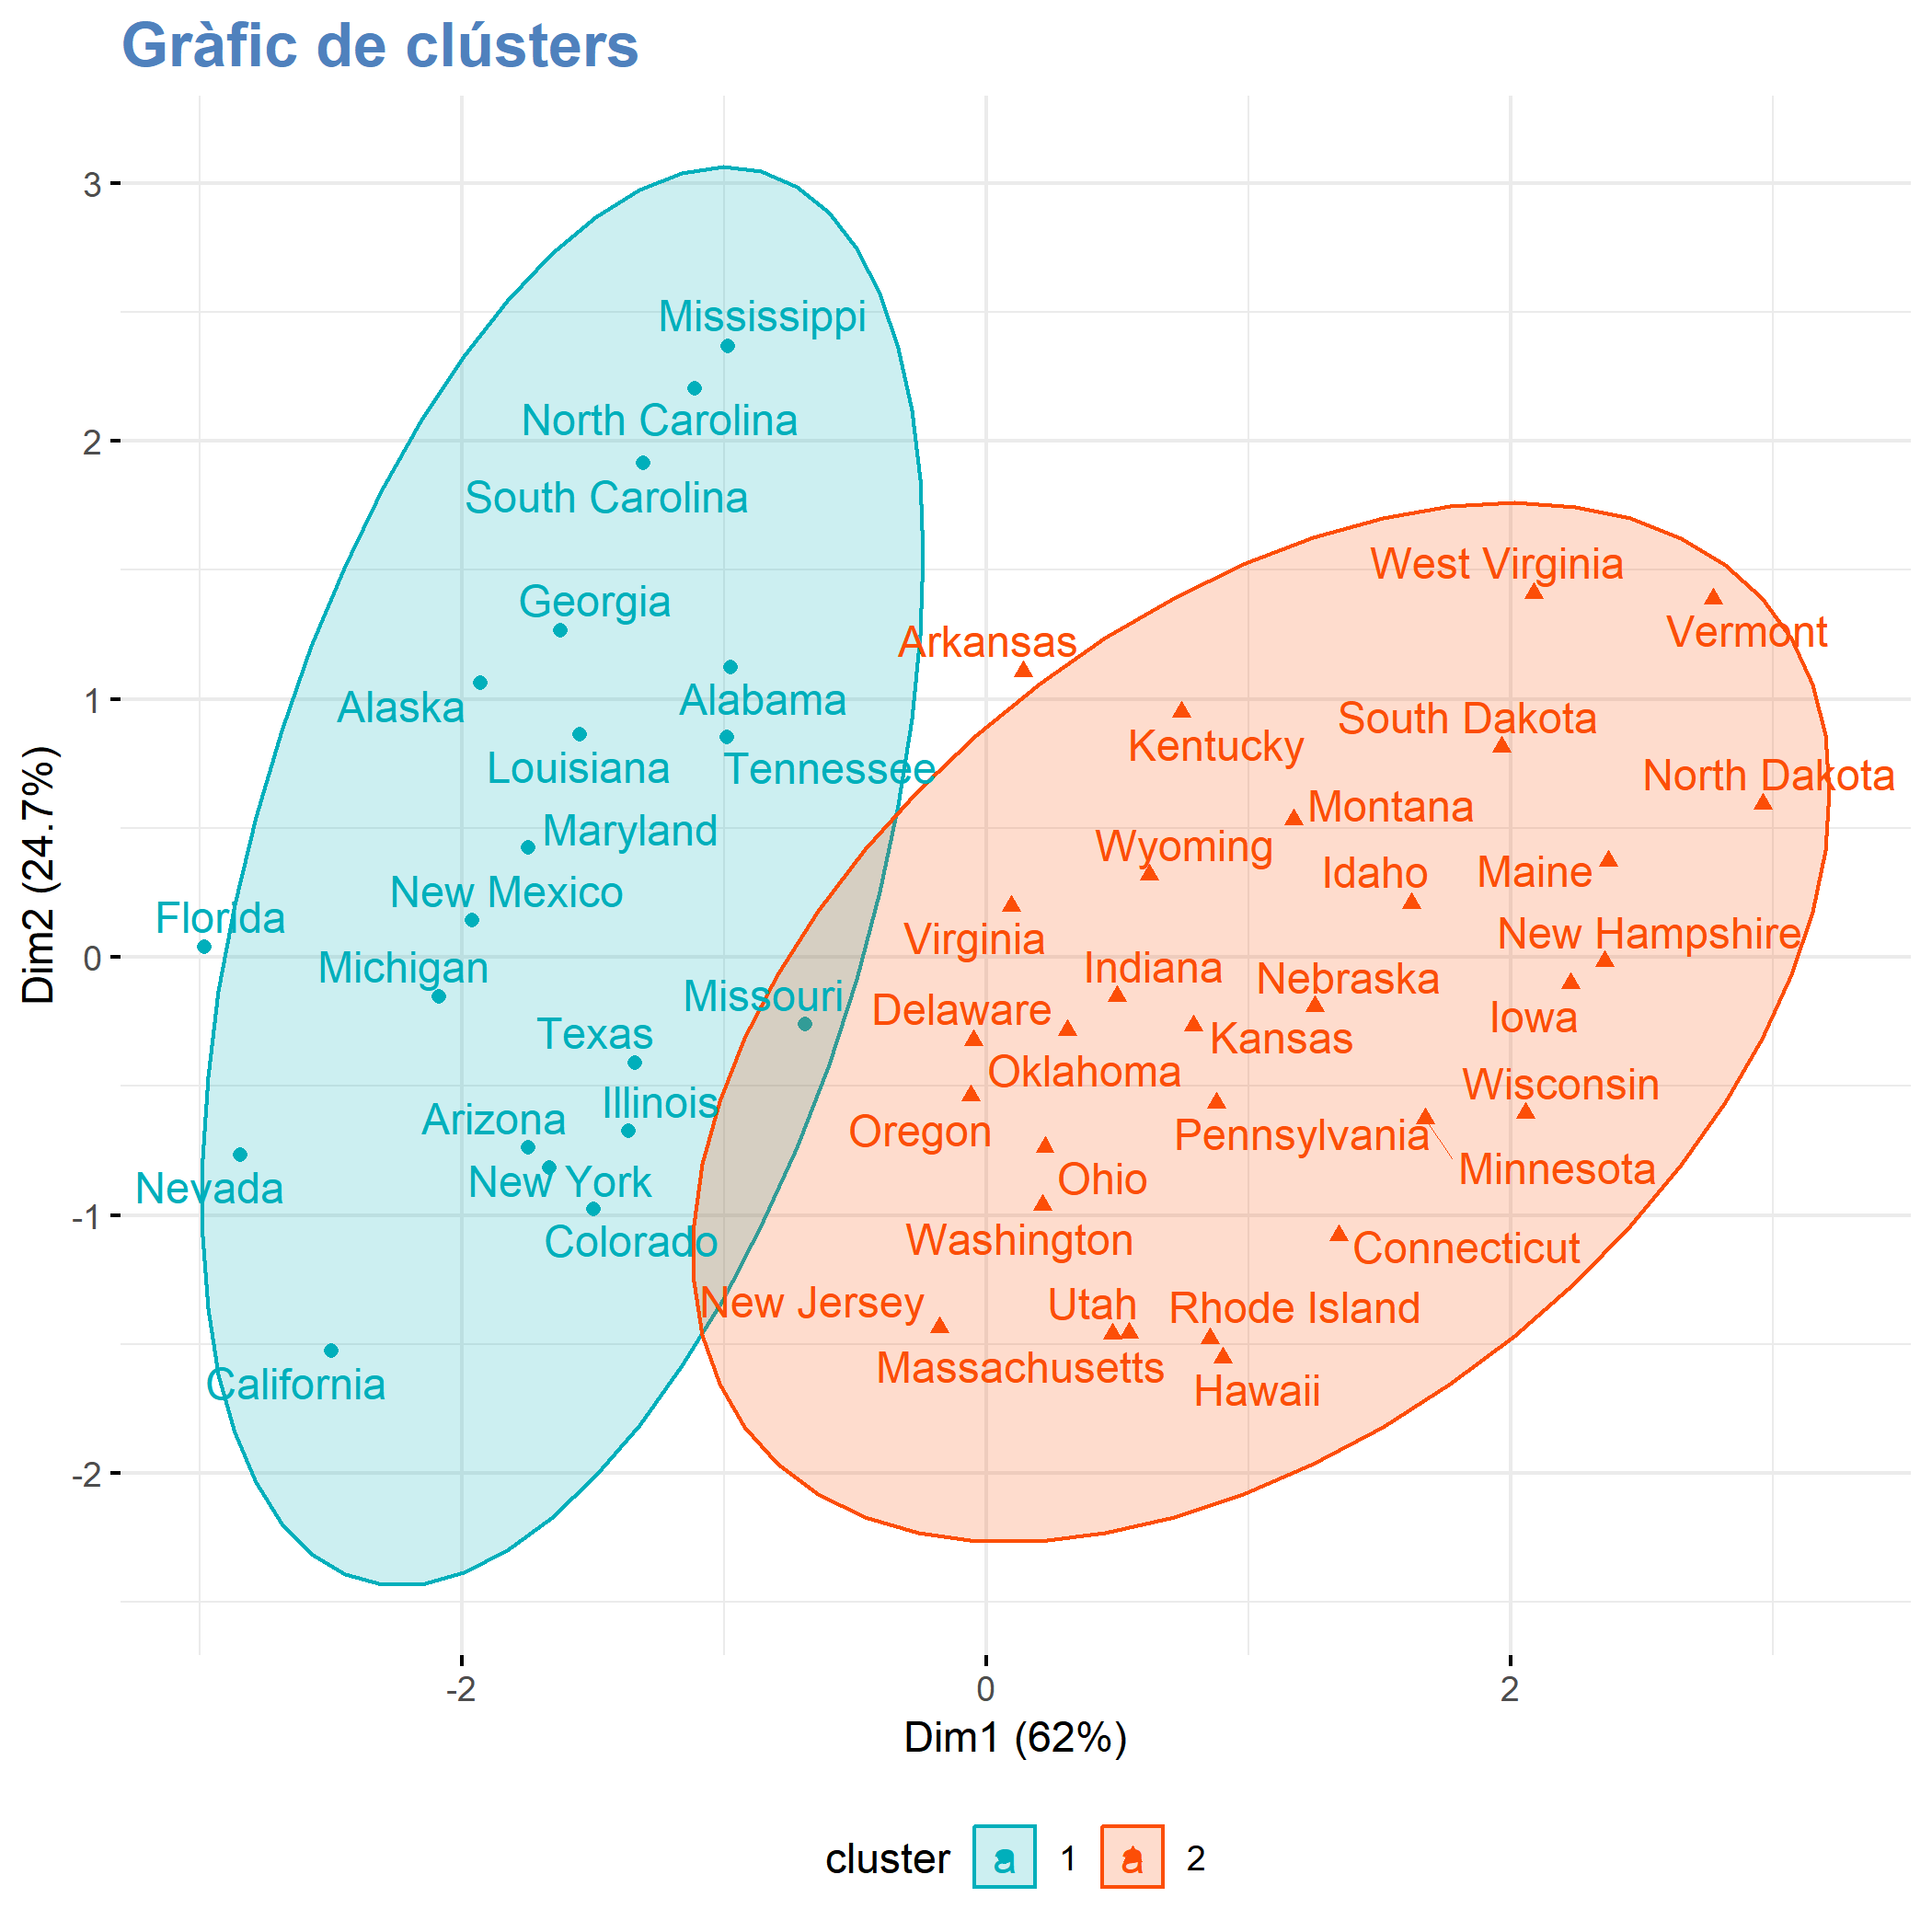 Gràfic de clústers
3
2
1
0
-1
-2
Dim2 (24.7%)
Mississippi
North Carolina
South Carolina
West Virginia
Georgia
Vermont
Arkansas
Alaska
Alabama
South Dakota
Kentucky
Louisiana
Tennessee
North Dakota
Montana
Maryland
Wyoming
Idaho
Maine
New Mexico
Florida
New Hampshire
Virginia
Michigan
Indiana
Nebraska
Missouri
Delaware
Iowa
Texas
Kansas
Oklahoma
Wisconsin
Illinois
Arizona
Oregon
Pennsylvania
Minnesota
Ohio
New York
Nevada
Washington
Colorado
Connecticut
New Jersey
Utah
Rhode Island
Massachusetts
California
Hawaii
-2
0
2
Dim1 (62%)
cluster a 1 a 2